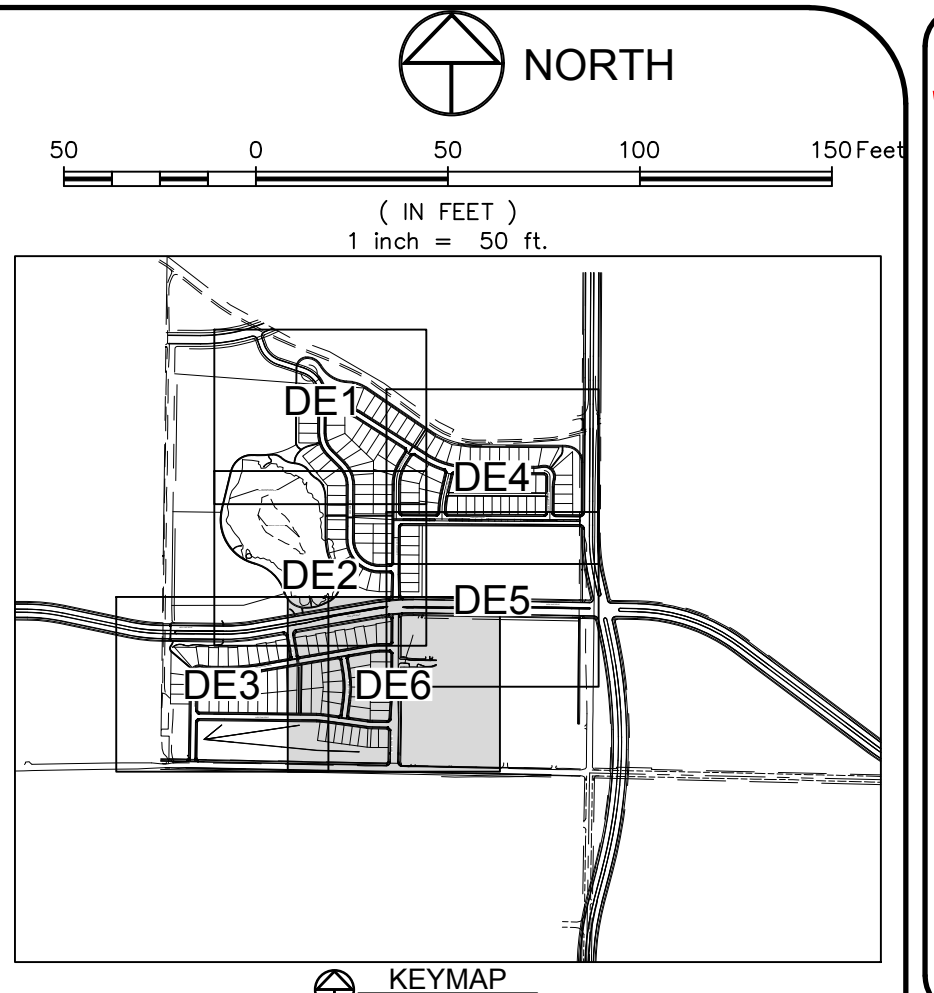 NORTH
50 0 50 100 150 Feet
( IN FEET )
1 inch = 50 ft.
DE1
DE4
DE2
DE5
DE3
DE6
KEYMAP